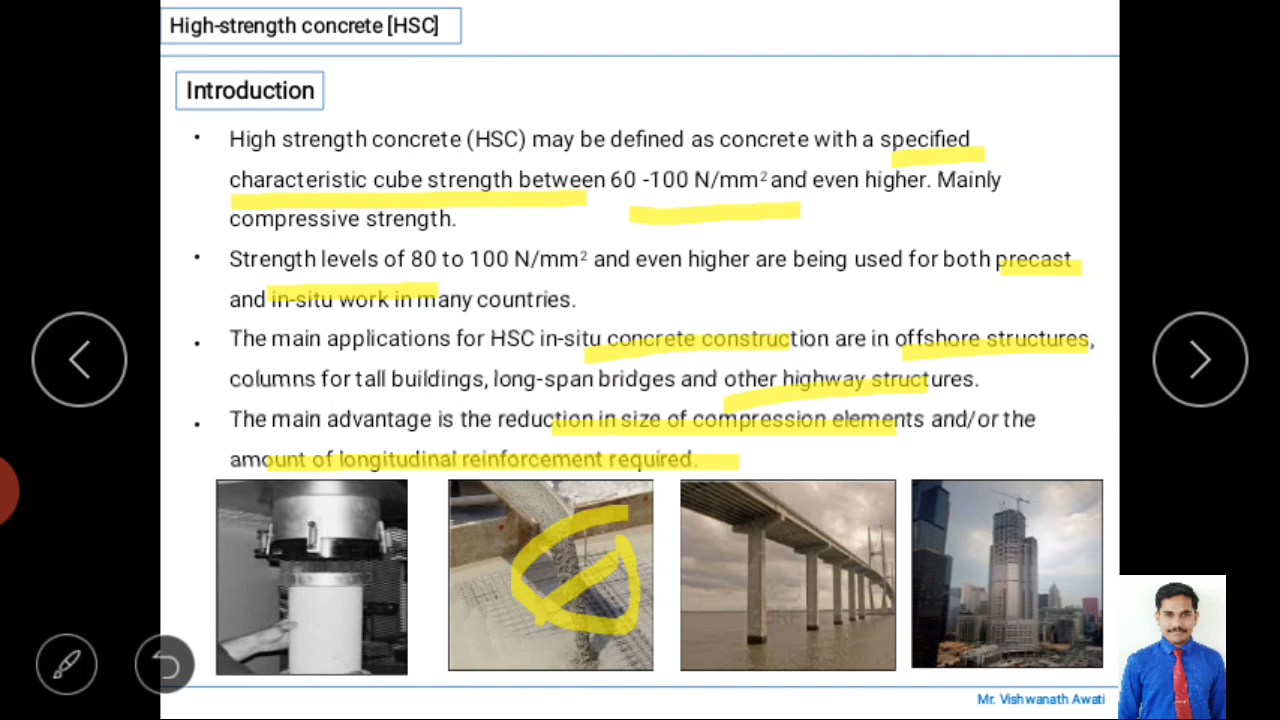 High-strength concrete [HSC]
Introduction
• High strength concrete (HSC) may be defined as concrete with a specified
characteristic cube strength between 60 -100 N/mm² and even higher. Mainly
compressive strength.
• Strength levels of 80 to 100 N/mm² and even higher are being used for both precast
and in-situ work in many countries.
• The main applications for HSC in-situ concrete construction are in offshore structures,
columns for tall buildings, long-span bridges and other highway structures.
• The main advantage is the reduction in size of compression elements and/or the
amount of longitudinal reinforcement required.
Mr. Vishwanath Awati